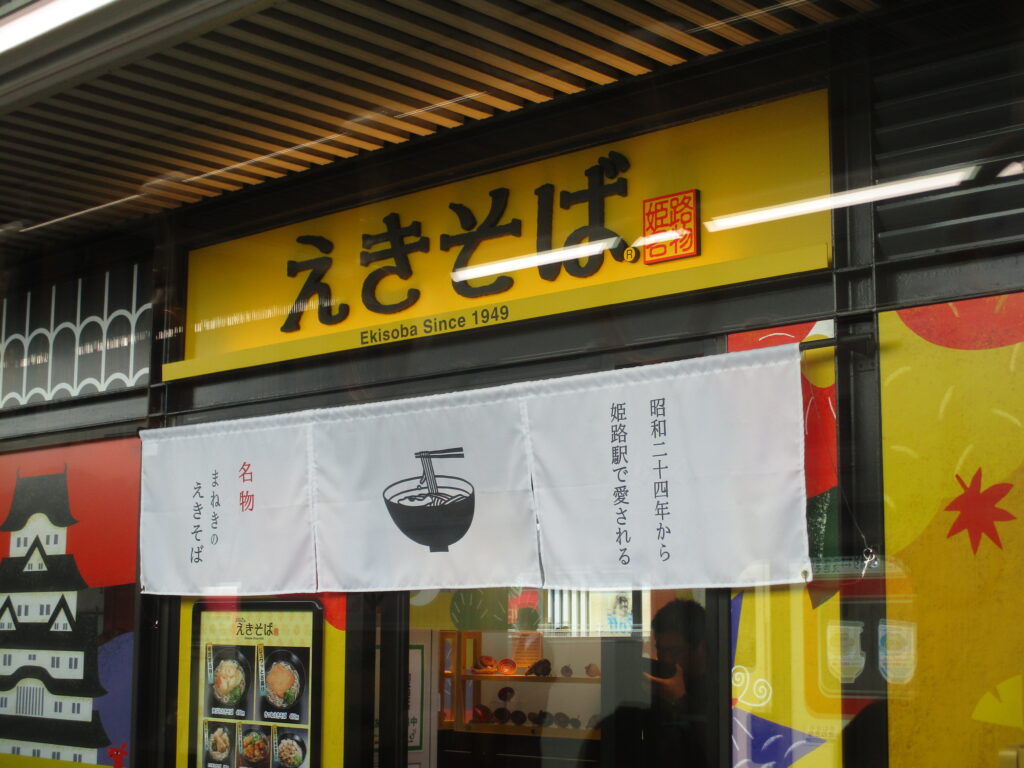 えきそば®
姫路
名物
Ekisoba Since 1949
昭和二十四年から
姫路駅で愛される
名物
まねきの
えきそば
えきそば